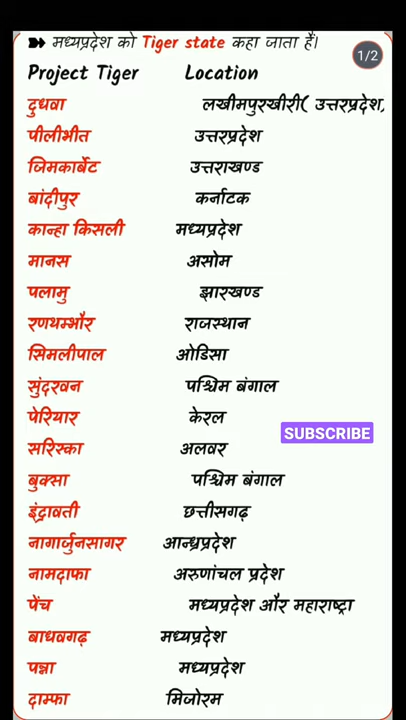 ➽ मध्यप्रदेश को Tiger state कहा जाता हैं।
1/2
Project Tiger Location
दुधवा लखीमपुरखीरी( उत्तरप्रदेश)
पीलीभीत उत्तरप्रदेश
जिमकार्बेट उत्तराखण्ड
बांदीपुर कर्नाटक
कान्हा किसली मध्यप्रदेश
मानस असोम
पलामु झारखण्ड
रणथम्भौर राजस्थान
सिमलीपाल ओडिसा
सुंदरवन पश्चिम बंगाल
पेरियार केरल
SUBSCRIBE
सरिस्का अलवर
बुक्सा पश्चिम बंगाल
इंद्रावती छत्तीसगढ़
नागार्जुनसागर आन्ध्रप्रदेश
नामदाफा अरुणांचल प्रदेश
पेंच मध्यप्रदेश और महाराष्ट्रा
बाधवगढ़ मध्यप्रदेश
पन्ना मध्यप्रदेश
दाम्फा मिजोरम